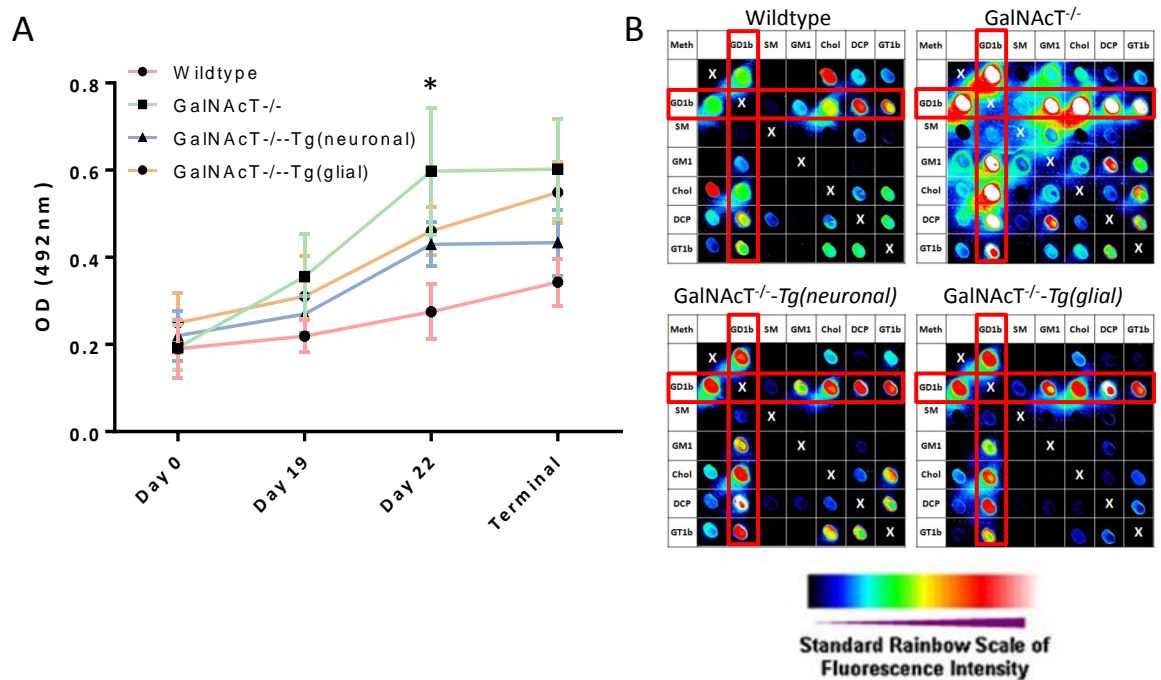 A
Wildtype
GalNAcT-/-
GalNAcT-/--Tg(neuronal)
GalNAcT-/--Tg(glial)
*
OD (492nm)
0.8
0.6
0.4
0.2
0.0
Day 0
Day 19
Day 22
Terminal
B
Wildtype
Meth GD1b SM GM1 Chol DCP GT1b
X
GD1b X
SM X
GM1 X
Chol X
DCP X
GT1b X
GalNAcT-/-
Meth GD1b SM GM1 Chol DCP GT1b
X
GD1b X
SM X
GM1 X
Chol X
DCP X
GT1b X
GalNAcT-/--Tg(neuronal)
Meth GD1b SM GM1 Chol DCP GT1b
X
GD1b X
SM X
GM1 X
Chol X
DCP X
GT1b X
GalNAcT-/--Tg(glial)
Meth GD1b SM GM1 Chol DCP GT1b
X
GD1b X
SM X
GM1 X
Chol X
DCP X
GT1b X
Standard Rainbow Scale of
Fluorescence Intensity